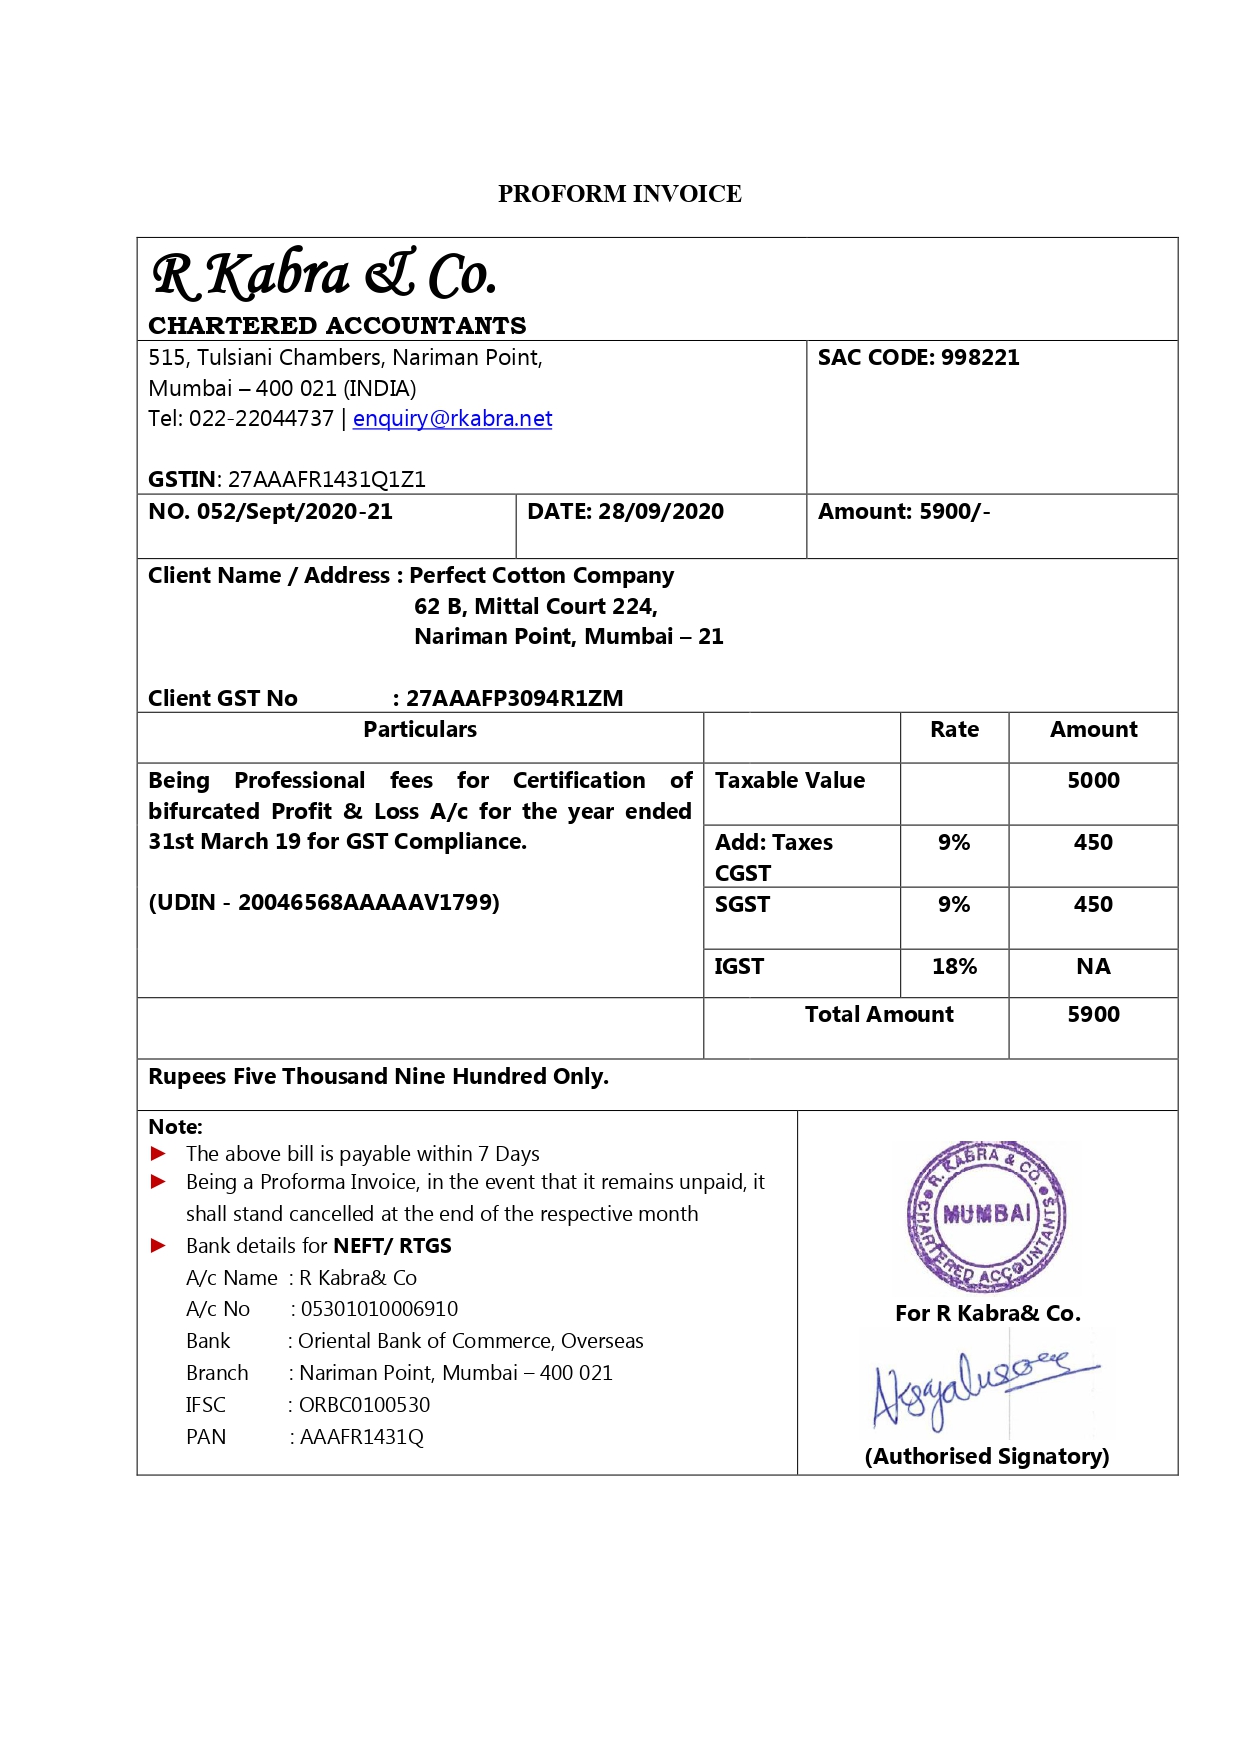 PROFORM INVOICE
R Kabra & Co.
CHARTERED ACCOUNTANTS
515, Tulsiani Chambers, Nariman Point,
Mumbai – 400 021 (INDIA)
Tel: 022-22044737 | enquiry@rkabra.net
GSTIN: 27AAAFR1431Q1Z1
SAC CODE: 998221
NO. 052/Sept/2020-21
DATE: 28/09/2020
Amount: 5900/-
Client Name / Address : Perfect Cotton Company
62 B, Mittal Court 224,
Nariman Point, Mumbai – 21
Client GST No : 27AAAFP3094R1ZM
Particulars Rate Amount
Being Professional fees for Certification of
bifurcated Profit & Loss A/c for the year ended
31st March 19 for GST Compliance.
(UDIN - 20046568AAAAAV1799)
Taxable Value 5000
Add: Taxes
CGST 9% 450
SGST 9% 450
IGST 18% NA
Total Amount 5900
Rupees Five Thousand Nine Hundred Only.
Note:
The above bill is payable within 7 Days
Being a Proforma Invoice, in the event that it remains unpaid, it
shall stand cancelled at the end of the respective month
Bank details for NEFT/ RTGS
A/c Name : R Kabra& Co
A/c No : 05301010006910
Bank : Oriental Bank of Commerce, Overseas
Branch : Nariman Point, Mumbai – 400 021
IFSC : ORBC0100530
PAN : AAAFR1431Q
R. KABRA & CO.
MUMBAI
CHARTERED ACCOUNTANTS
For R Kabra& Co.
(Authorised Signatory)